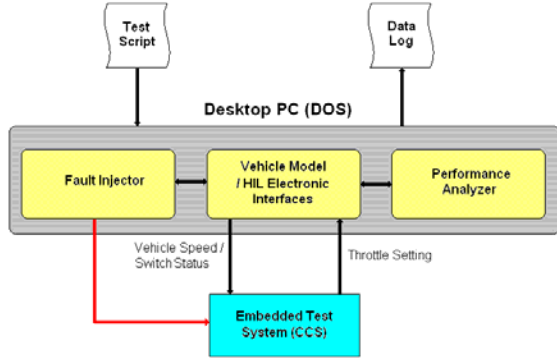 Test
Script
Data
Log
Desktop PC (DOS)
Fault Injector
Vehicle Model
/ HIL Electronic
Interfaces
Performance
Analyzer
Vehicle Speed /
Switch Status
Throttle Setting
Embedded Test
System (CCS)